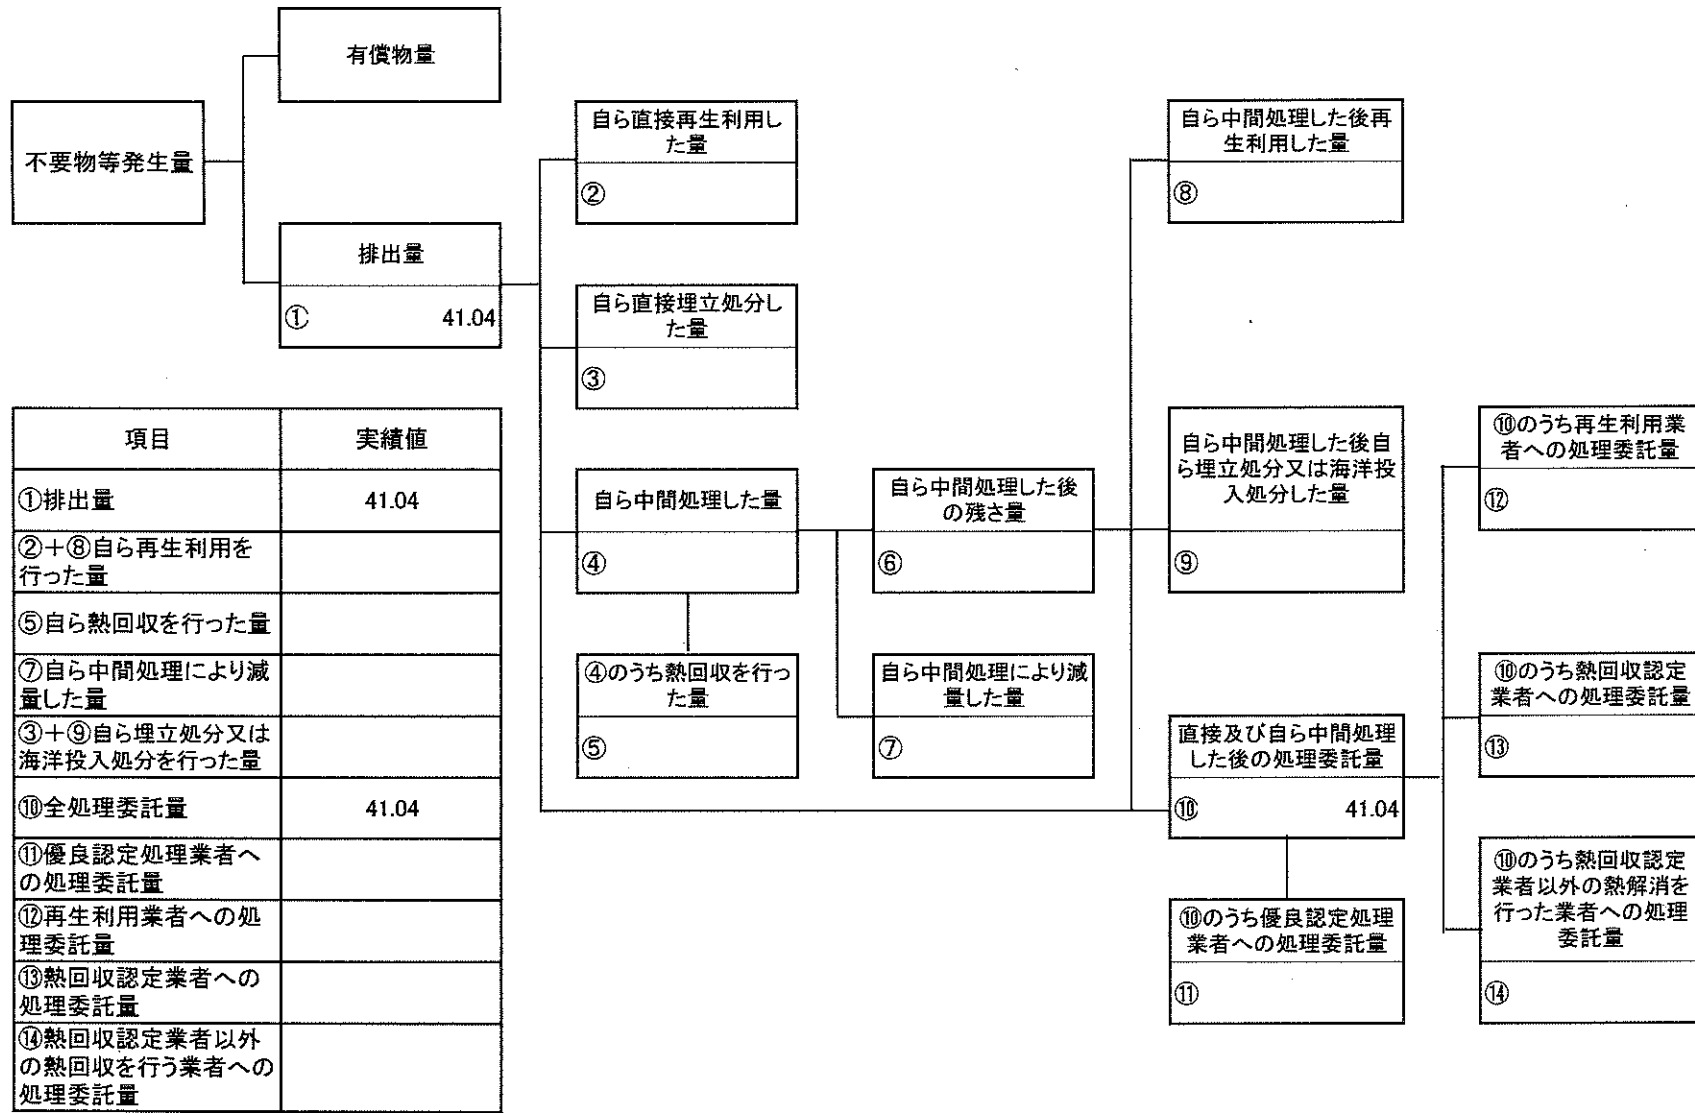 有償物量
不要物等発生量
排出量
① 41.04
自ら直接再生利用し
た量
②
自ら直接埋立処分し
た量
③
自ら中間処理した量
④
④のうち熱回収を行っ
た量
⑤
自ら中間処理した後
の残さ量
⑥
自ら中間処理により減
量した量
⑦
自ら中間処理した後再
生利用した量
⑧
自ら中間処理した後自
ら埋立処分又は海洋投
入処分した量
⑨
直接及び自ら中間処理
した後の処理委託量
⑩ 41.04
⑩のうち優良認定処理
業者への処理委託量
⑪
⑩のうち再生利用業
者への処理委託量
⑫
⑩のうち熱回収認定
業者への処理委託量
⑬
⑩のうち熱回収認定
業者以外の熱解消を
行った業者への処理
委託量
⑭
項目 実績値
①排出量 41.04
②＋⑧自ら再生利用を
行った量
⑤自ら熱回収を行った量
⑦自ら中間処理により減
量した量
③＋⑨自ら埋立処分又は
海洋投入処分を行った量
⑩全処理委託量 41.04
⑪優良認定処理業者へ
の処理委託量
⑫再生利用業者への処
理委託量
⑬熱回収認定業者への
処理委託量
⑭熱回収認定業者以外
の熱回収を行う業者への
処理委託量